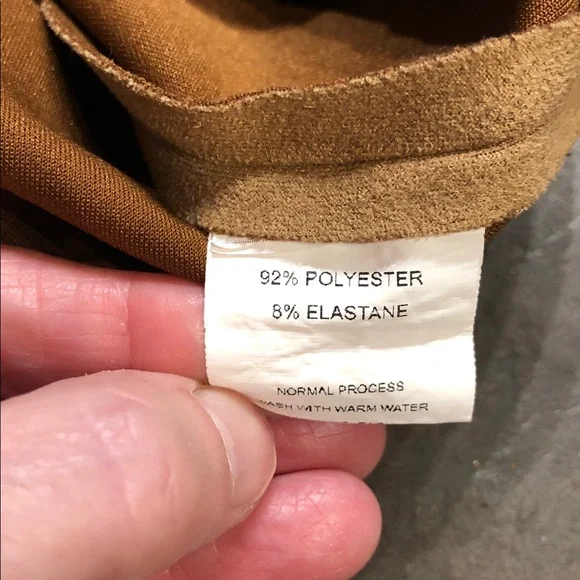 92% POLYESTER
8% ELASTANE
NORMAL PROCESS
WASH WITH WARM WATER